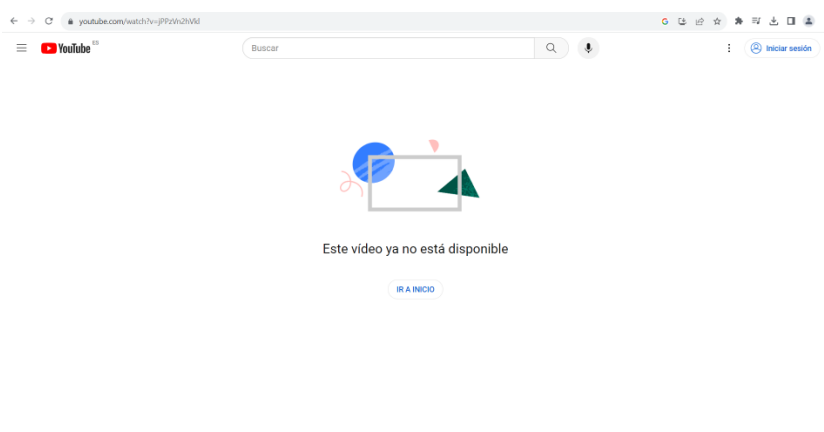 youtube.com/watch?v=jPPzVn2hVkI
YouTube ES
Buscar
Iniciar sesión
Este vídeo ya no está disponible
IR A INICIO